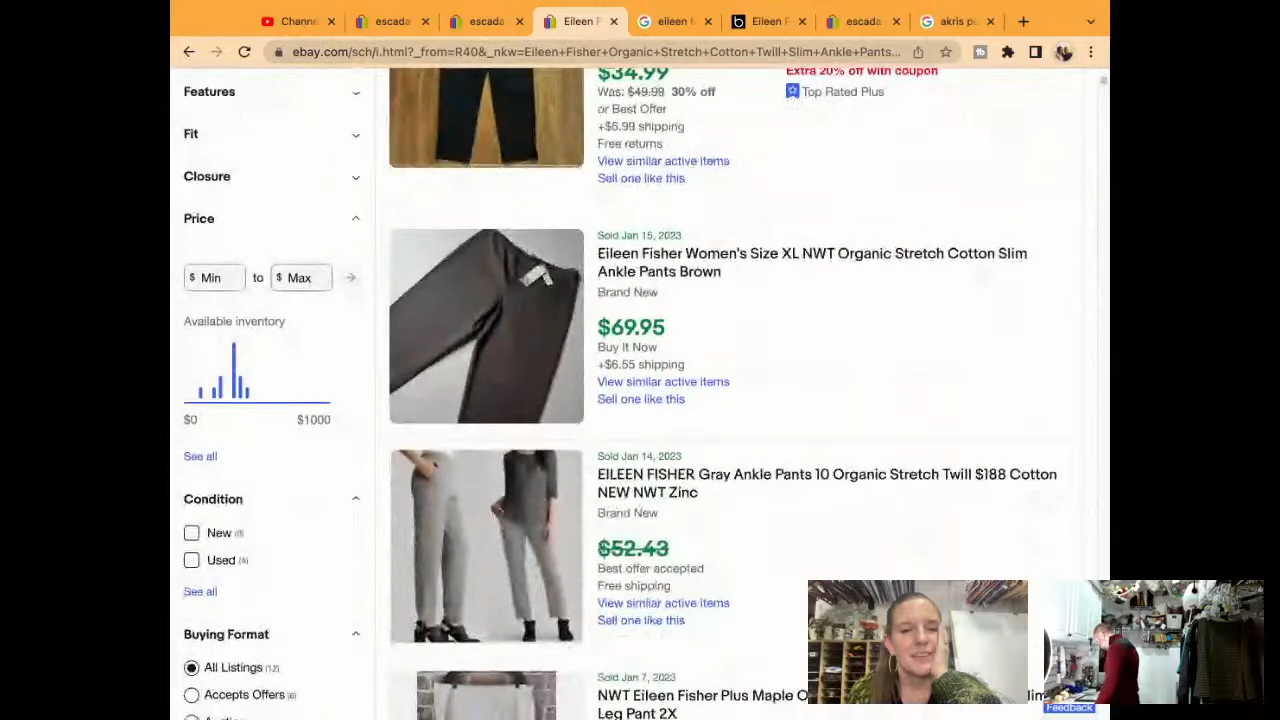 Channe
escada
escada
Eileen F
eileen f
Eileen F
escada
akris pu
ebay.com/sch/i.html?_from=R40&_nkw=Eileen+Fisher+Organic+Stretch+Cotton+Twill+Slim+Ankle+Pants...
Features
Fit
Closure
Price
$ Min to $ Max
Available inventory
$0 $1000
See all
Condition
New
Used
See all
Buying Format
All Listings (12)
Accepts Offers
$34.99
Was: $49.99 30% off
or Best Offer
+$6.99 shipping
Free returns
View similar active items
Sell one like this
Extra 20% off with coupon
Top Rated Plus
Sold Jan 15, 2023
Eileen Fisher Women's Size XL NWT Organic Stretch Cotton Slim
Ankle Pants Brown
Brand New
$69.95
Buy It Now
+$6.55 shipping
View similar active items
Sell one like this
Sold Jan 14, 2023
EILEEN FISHER Gray Ankle Pants 10 Organic Stretch Twill $188 Cotton
NEW NWT Zinc
Brand New
$52.43
Best offer accepted
Free shipping
View similar active items
Sell one like this
Sold Jan 7, 2023
NWT Eileen Fisher Plus Maple O
Leg Pant 2X
Feedback